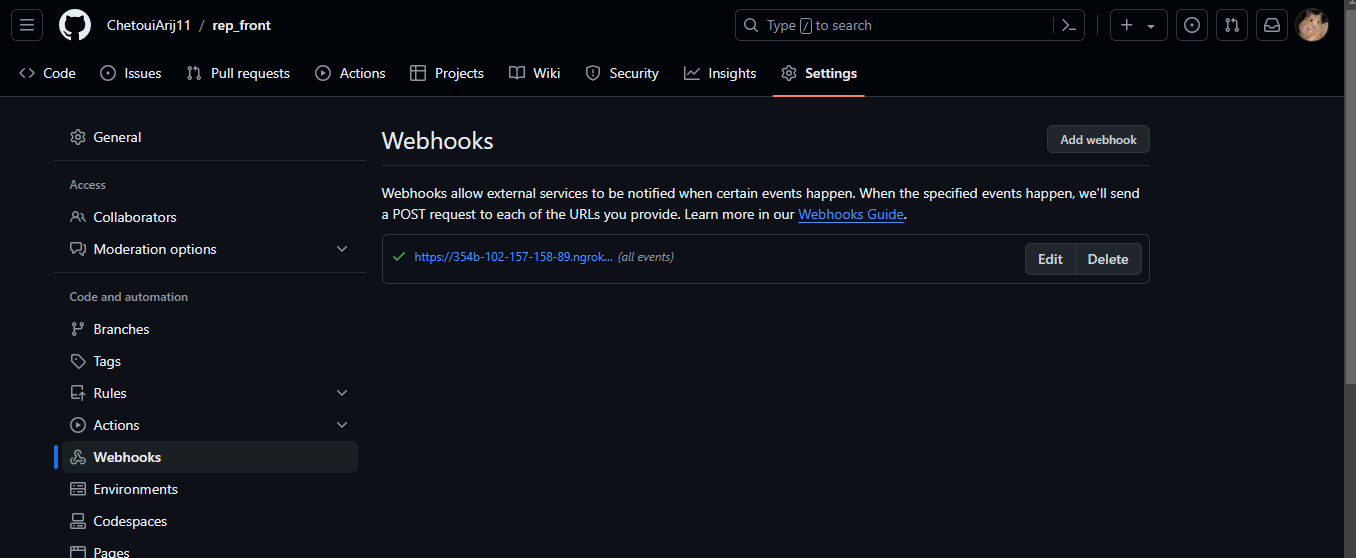 ChetouiArij11 / rep_front
Type / to search
Code Issues Pull requests Actions Projects Wiki Security Insights Settings
General
Access
Collaborators
Moderation options
Code and automation
Branches
Tags
Rules
Actions
Webhooks
Environments
Codespaces
Pages
Webhooks
Add webhook
Webhooks allow external services to be notified when certain events happen. When the specified events happen, we'll send
a POST request to each of the URLs you provide. Learn more in our Webhooks Guide.
https://354b-102-157-158-89.ngrok... (all events)
Edit Delete